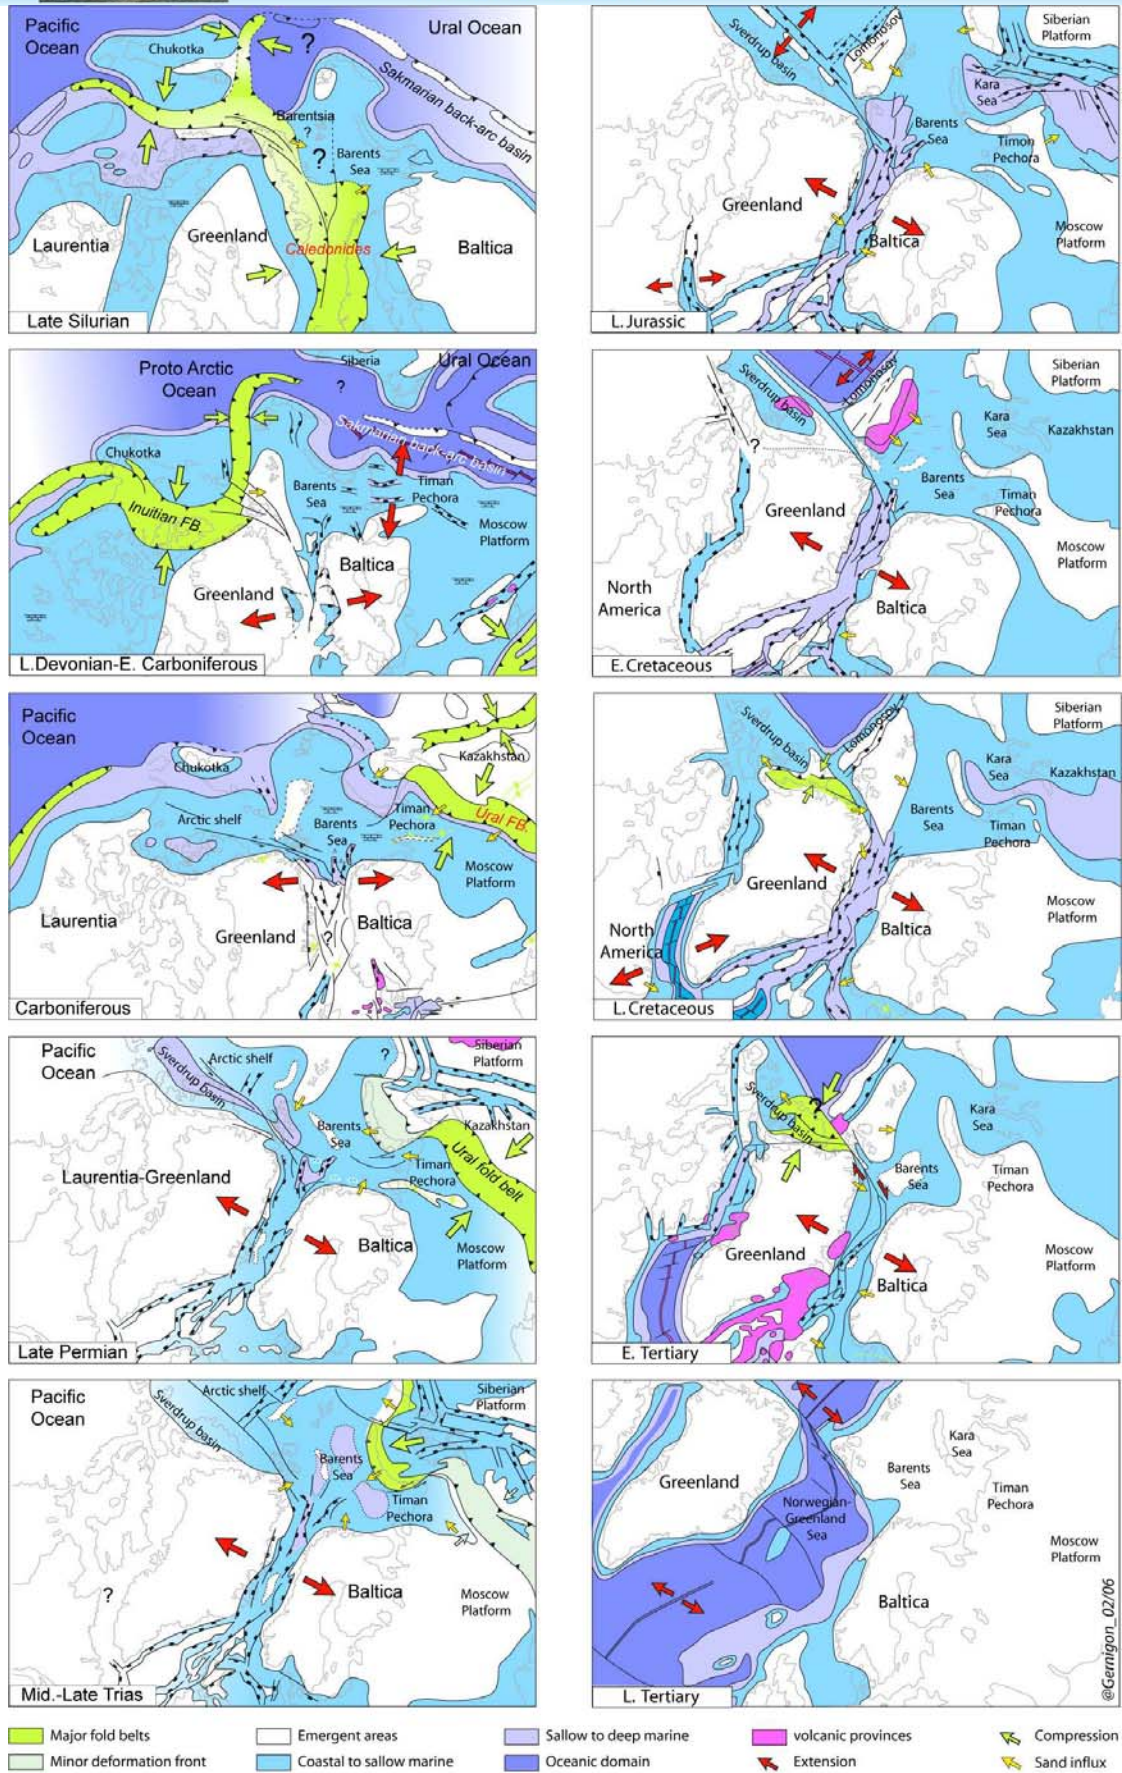 Pacific
Ocean
Chukotka
?
Ural Ocean
Sakmarian back-arc basin
Barentsia
?
?
Barents
Sea
Laurentia
Greenland
Caledonides
Baltica
Late Silurian
Proto Arctic
Ocean
Siberia
?
Ural Ocean
Sakmarian back-arc basin
Chukotka
Inuitian FB.
Barents
Sea
Timan
Pechora
Moscow
Platform
Baltica
Greenland
L.Devonian-E. Carboniferous
Pacific
Ocean
Chukotka
Kazakhstan
Arctic shelf
Barents
Sea
Timan
Pechora
Ural FB.
Moscow
Platform
Laurentia
Greenland
?
Baltica
Carboniferous
Pacific
Ocean
Sverdrup basin
Arctic shelf
?
Siberian
Platform
Barents
Sea
Kazakhstan
Laurentia-Greenland
Timan
Pechora
Ural fold belt
Baltica
Moscow
Platform
Late Permian
Pacific
Ocean
Arctic shelf
Sverdrup basin
Siberian
Platform
Barents
Sea
Timan
Pechora
?
Baltica
Moscow
Platform
Mid.-Late Trias
Sverdrup basin
Lomonosov
Siberian
Platform
Kara
Sea
Barents
Sea
Timon
Pechora
Greenland
Baltica
Moscow
Platform
L. Jurassic
Sverdrup basin
Lomonosov
Siberian
Platform
Kara
Sea
Kazakhstan
?
Barents
Sea
Timan
Pechora
Greenland
Moscow
Platform
North
America
Baltica
E. Cretaceous
Sverdrup basin
Lomonosov
Siberian
Platform
Kara
Sea
Kazakhstan
Barents
Sea
Timan
Pechora
Greenland
North
America
Baltica
Moscow
Platform
L. Cretaceous
Sverdrup basin
?
Kara
Sea
Barents
Sea
Timan
Pechora
Greenland
Baltica
Moscow
Platform
E. Tertiary
Greenland
Norwegian-
Greenland
Sea
Barents
Sea
Kara
Sea
Timan
Pechora
Moscow
Platform
Baltica
@Gernigon_02/06
L. Tertiary
Major fold belts
Emergent areas
Sallow to deep marine
volcanic provinces
Compression
Minor deformation front
Coastal to sallow marine
Oceanic domain
Extension
Sand influx